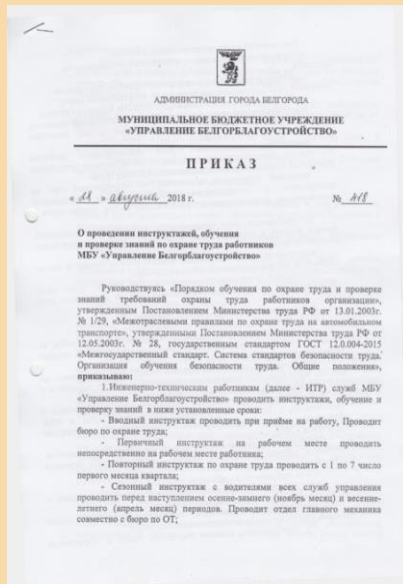 АДМИНИСТРАЦИЯ ГОРОДА БЕЛГОРОДА
МУНИЦИПАЛЬНОЕ БЮДЖЕТНОЕ УЧРЕЖДЕНИЕ
«УПРАВЛЕНИЕ БЕЛГОРБЛАГОУСТРОЙСТВО»
ПРИКАЗ
« » августа 2018 г. № 418
О проведении инструктажей, обучения
и проверке знаний по охране труда работников
МБУ «Управление Белгорблагоустройство»
Руководствуясь «Порядком обучения по охране труда и проверке
знаний требований охраны труда работников организации»,
утвержденным Постановлением Министерства труда РФ от 13.01.2003г.
№ 1/29, «Межотраслевыми правилами по охране труда на автомобильном
транспорте», утвержденными Постановлением Министерства труда РФ от
12.05.2003г. № 28, государственным стандартом ГОСТ 12.0.004-2015
«Межгосударственный стандарт. Система стандартов безопасности труда.
Организация обучения безопасности труда. Общие положения»,
приказываю:
1.Инженерно-техническим работникам (далее - ИТР) служб МБУ
«Управление Белгорблагоустройство» проводить инструктажи, обучение и
проверку знаний в ниже установленные сроки:
- Вводный инструктаж проводить при приёме на работу, Проводит
бюро по охране труда;
- Первичный инструктаж на рабочем месте проводить
непосредственно на рабочем месте работника;
- Повторный инструктаж по охране труда проводить с 1 по 7 число
первого месяца квартала;
- Сезонный инструктаж с водителями всех служб управления
проводить перед наступлением осенне-зимнего (ноябрь месяц) и весенне-
летнего (апрель месяц) периодов. Проводит отдел главного механика
совместно с бюро по ОТ;